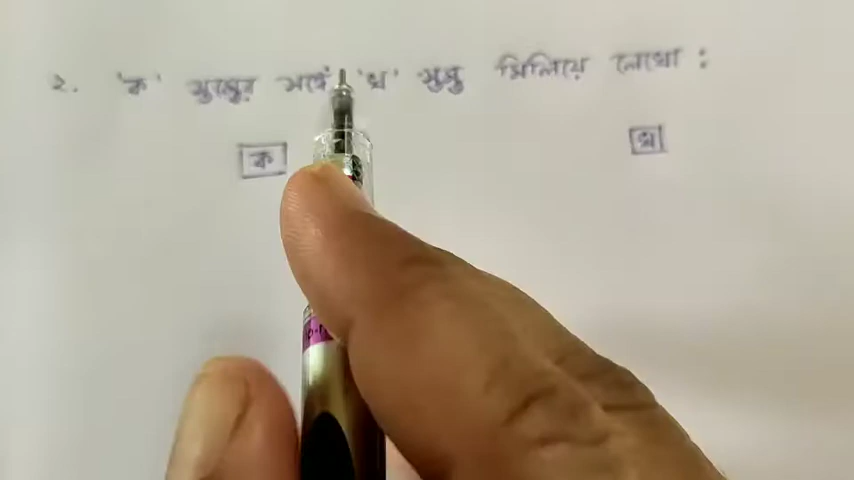 ২. 'ক' স্তম্ভের সঙ্গে 'খ' স্তম্ভ মিলিয়ে লেখো :
ক খ